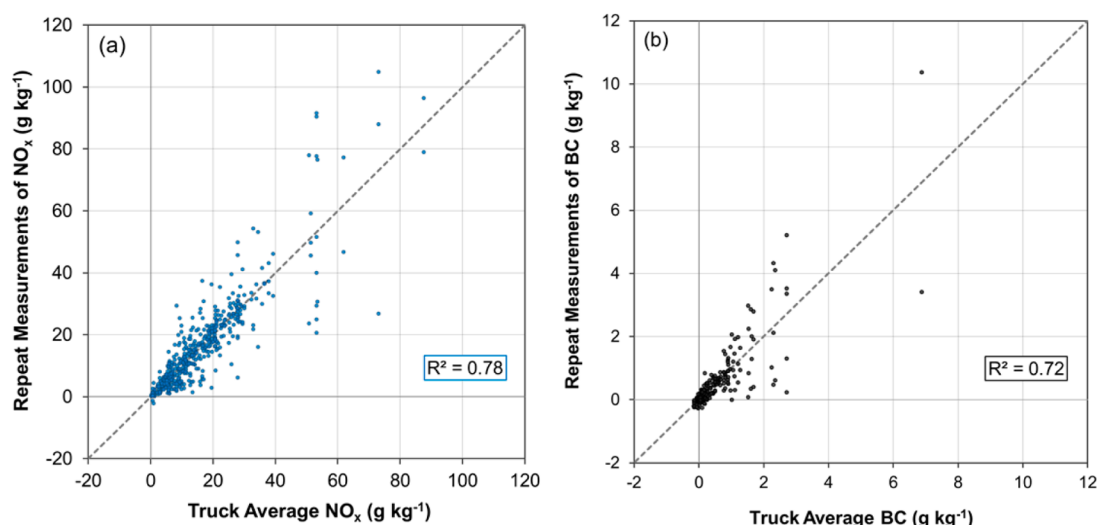 (a)
Repeat Measurements of NOx (g kg-1)
120
100
80
60
40
20
0
-20
R² = 0.78
-20 0 20 40 60 80 100 120
Truck Average NOx (g kg-1)
(b)
Repeat Measurements of BC (g kg-1)
12
10
8
6
4
2
0
-2
R² = 0.72
-2 0 2 4 6 8 10 12
Truck Average BC (g kg-1)